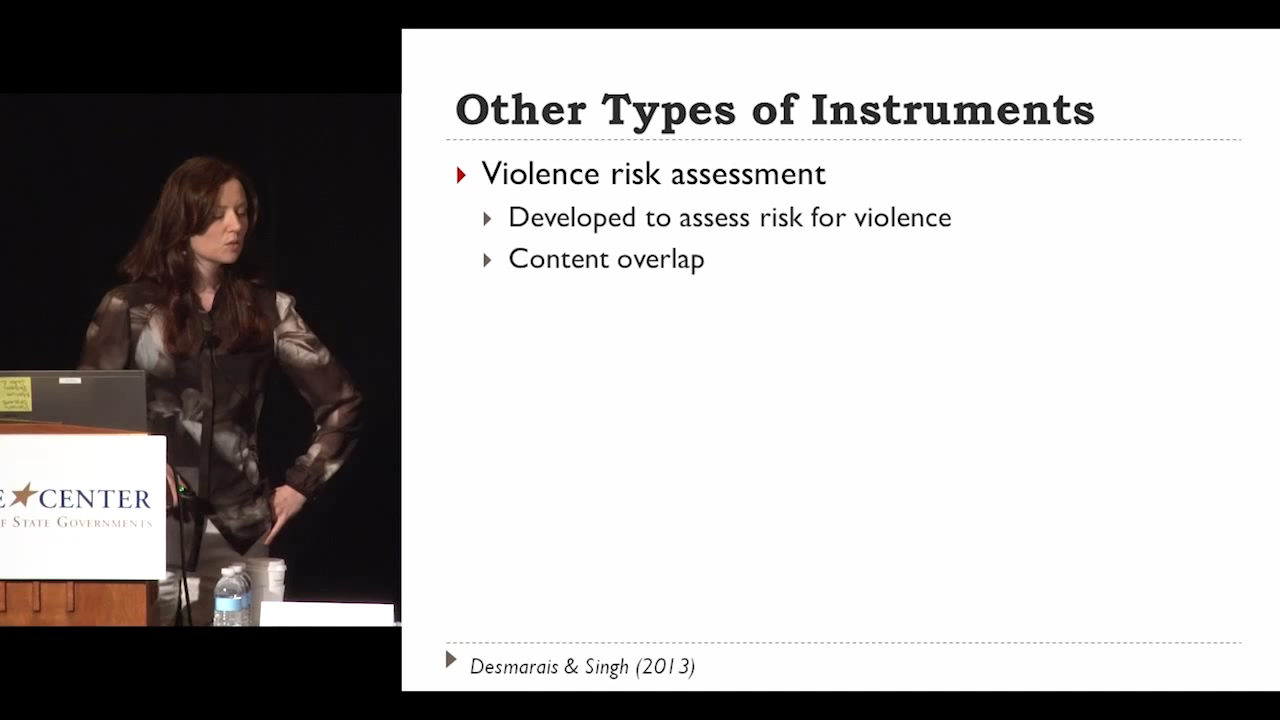 Other Types of Instruments
Violence risk assessment
Developed to assess risk for violence
Content overlap
Desmarais & Singh (2013)
E CENTER
OF STATE GOVERNMENTS